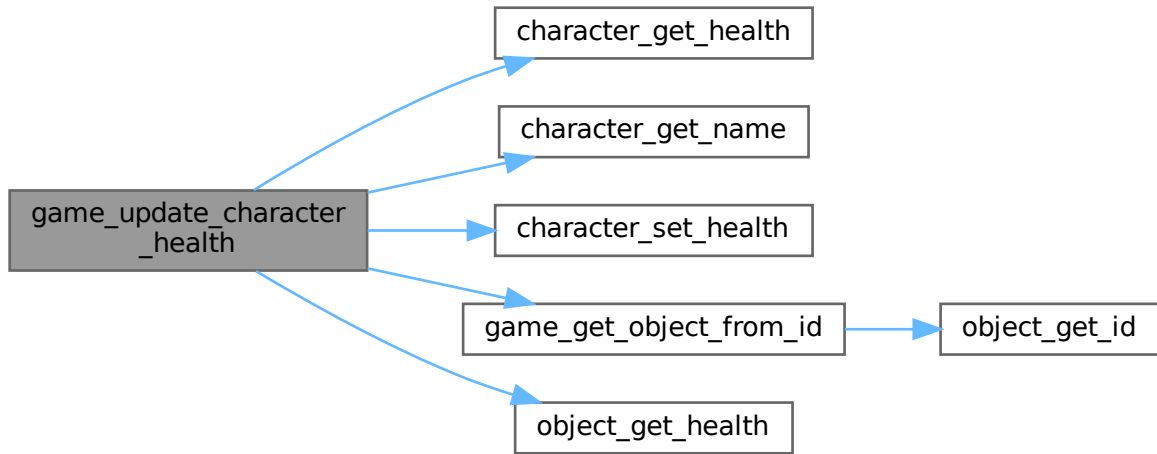 character_get_health
character_get_name
game_update_character
_health
character_set_health
game_get_object_from_id
object_get_id
object_get_health